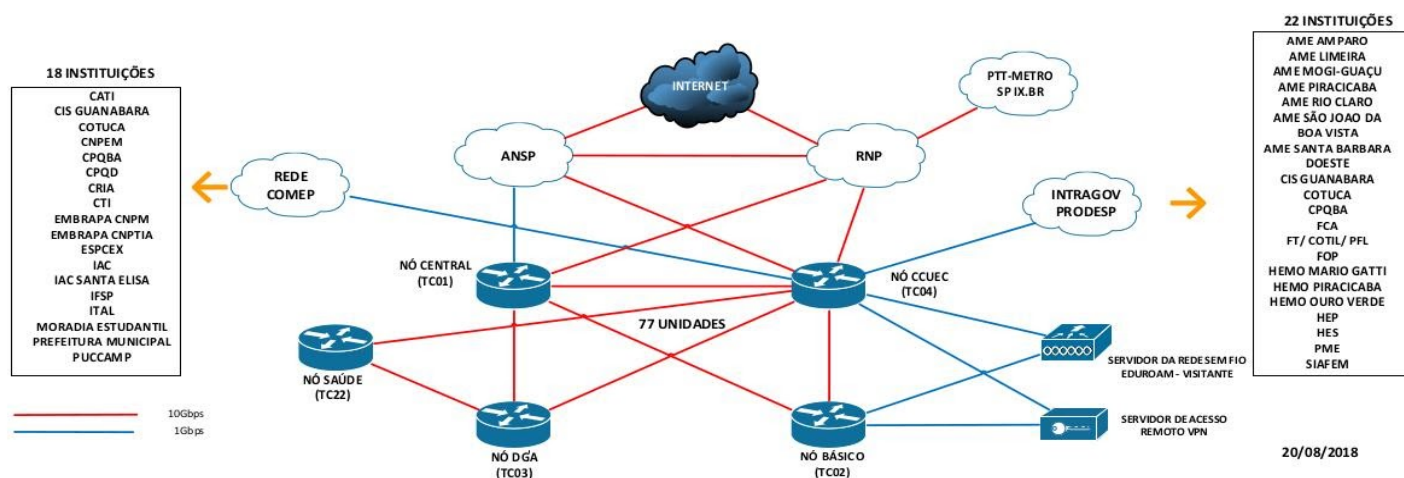 18 INSTITUIÇÕES
CATI
CIS GUANABARA
COTUCA
CNPEM
CPQBA
CPQD
CRIA
CTI
EMBRAPA CNPM
EMBRAPA CNPTIA
ESPCEX
IAC
IAC SANTA ELISA
IFSP
ITAL
MORADIA ESTUDANTIL
PREFEITURA MUNICIPAL
PUCCAMP
10Gbps
1Gbps
REDE
COMEP
INTERNET
ANSP
RNP
PTT-METRO
SP IX.BR
INTRAGOV
PRODESP
NÓ CENTRAL
(TC01)
NÓ CCUEC
(TC04)
77 UNIDADES
NÓ SAÚDE
(TC22)
NÓ DGA
(TC03)
NÓ BÁSICO
(TC02)
SERVIDOR DA REDE SEM FIO
EDUROAM - VISITANTE
SERVIDOR DE ACESSO
REMOTO VPN
22 INSTITUIÇÕES
AME AMPARO
AME LIMEIRA
AME MOGI-GUAÇU
AME PIRACICABA
AME RIO CLARO
AME SÃO JOAO DA
BOA VISTA
AME SANTA BARBARA
DOESTE
CIS GUANABARA
COTUCA
CPQBA
FCA
FT/ COTIL/ PFL
FOP
HEMO MARIO GATTI
HEMO PIRACICABA
HEMO OURO VERDE
HEP
HES
PME
SIAFEM
20/08/2018